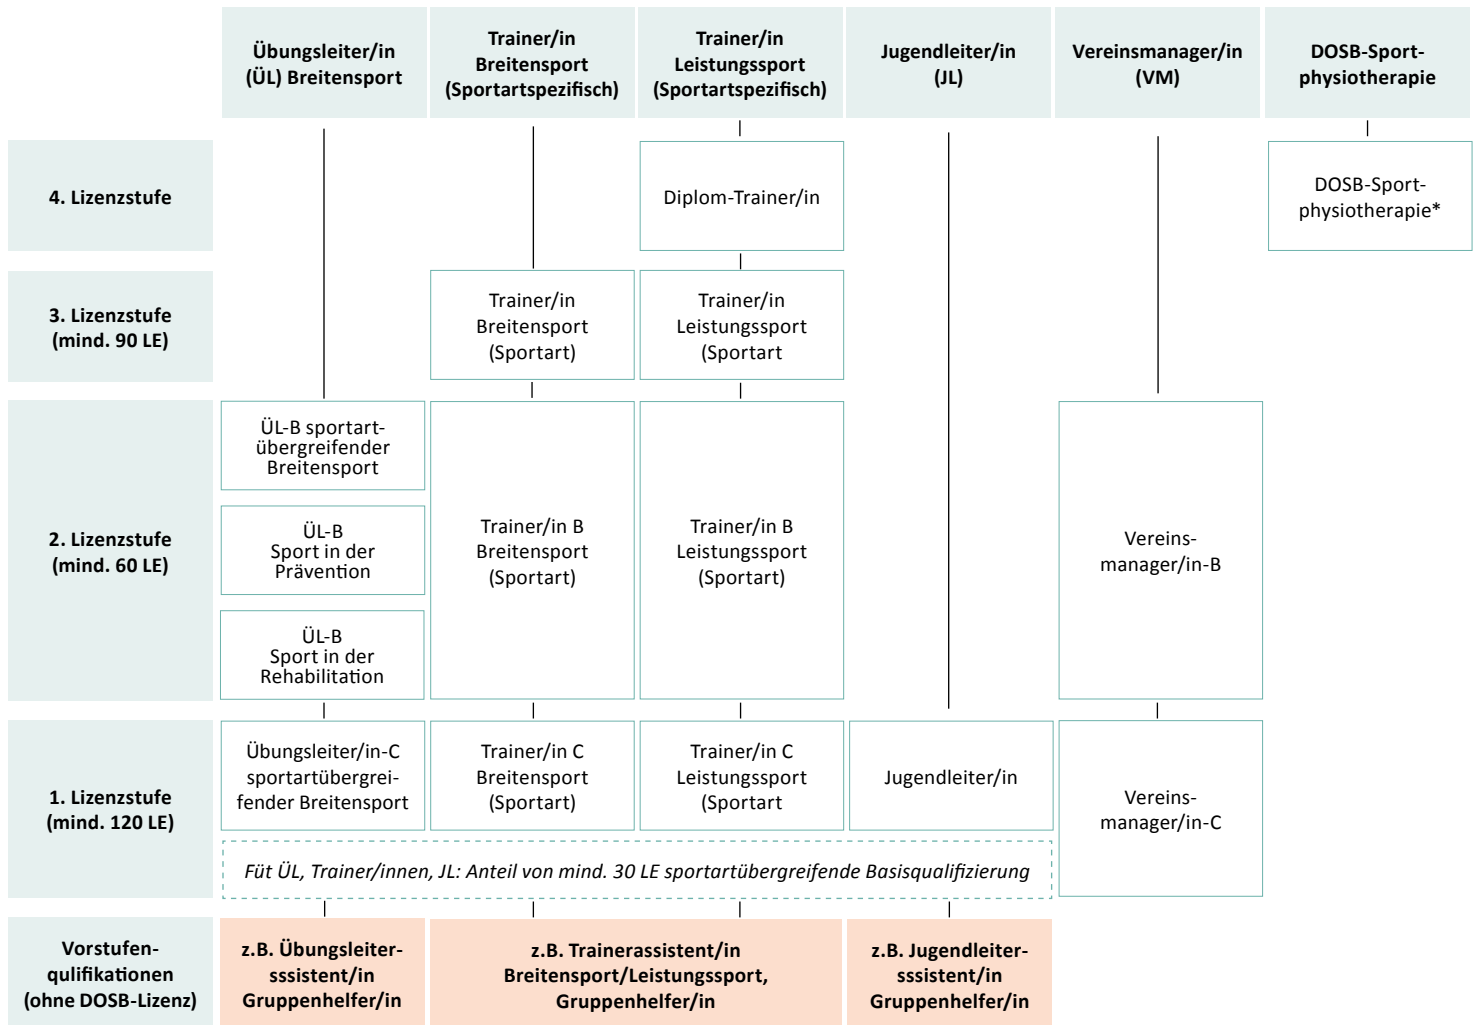 Übungsleiter/in
(ÜL) Breitensport
Trainer/in
Breitensport
(Sportartspezifisch)
Trainer/in
Leistungssport
(Sportartspezifisch)
Jugendleiter/in
(JL)
Vereinsmanager/in
(VM)
DOSB-Sport-
physiotherapie
4. Lizenzstufe
Diplom-Trainer/in
DOSB-Sport-
physiotherapie*
3. Lizenzstufe
(mind. 90 LE)
Trainer/in
Breitensport
(Sportart)
Trainer/in
Leistungssport
(Sportart
2. Lizenzstufe
(mind. 60 LE)
ÜL-B sportart-
übergreifender
Breitensport
ÜL-B
Sport in der
Prävention
ÜL-B
Sport in der
Rehabilitation
Trainer/in B
Breitensport
(Sportart)
Trainer/in B
Leistungssport
(Sportart)
Vereins-
manager/in-B
1. Lizenzstufe
(mind. 120 LE)
Übungsleiter/in-C
sportartübergrei-
fender Breitensport
Trainer/in C
Breitensport
(Sportart)
Trainer/in C
Leistungssport
(Sportart
Jugendleiter/in
Vereins-
manager/in-C
Füt ÜL, Trainer/innen, JL: Anteil von mind. 30 LE sportartübergreifende Basisqualifizierung
Vorstufen-
qulifikationen
(ohne DOSB-Lizenz)
z.B. Übungsleiter-
sssistent/in
Gruppenhelfer/in
z.B. Trainerassistent/in
Breitensport/Leistungssport,
Gruppenhelfer/in
z.B. Jugendleiter-
sssistent/in
Gruppenhelfer/in